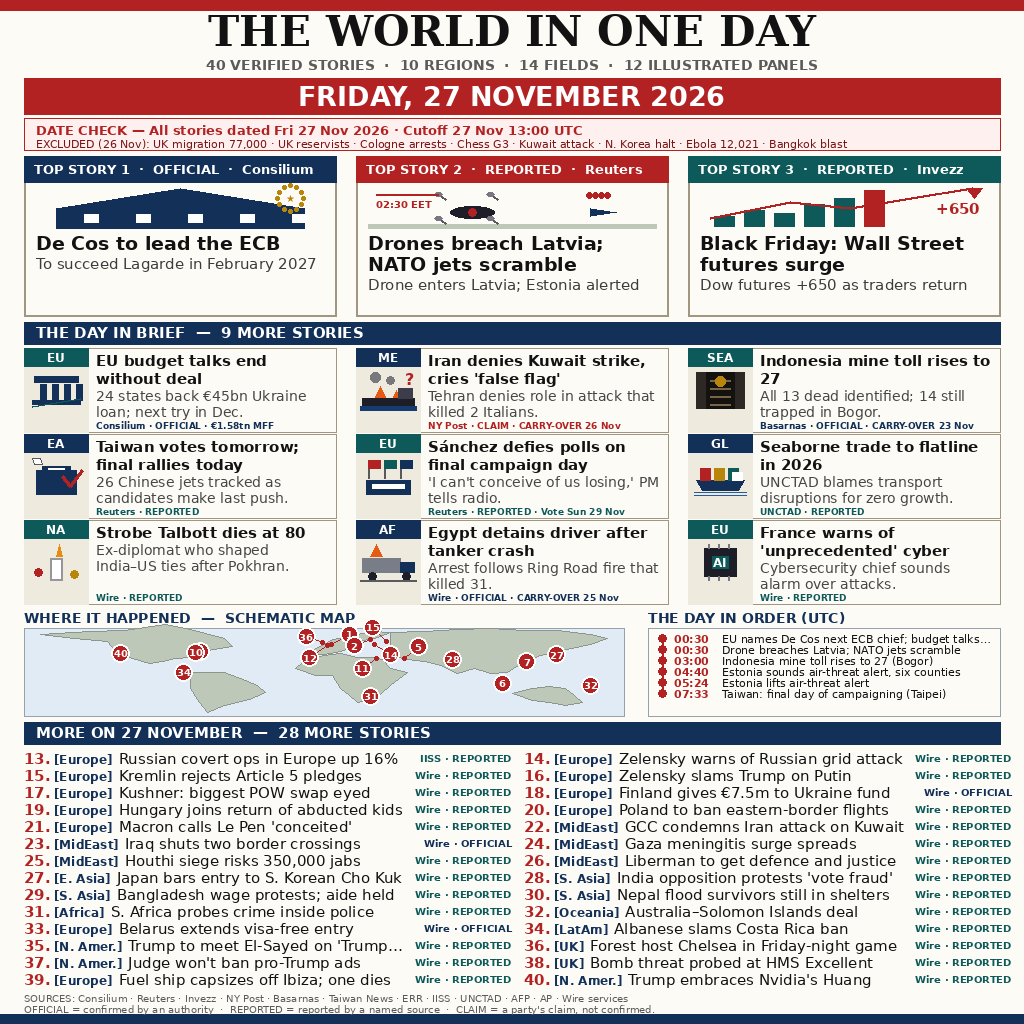 THE WORLD IN ONE DAY
40 VERIFIED STORIES · 10 REGIONS · 14 FIELDS · 12 ILLUSTRATED PANELS
FRIDAY, 27 NOVEMBER 2026
DATE CHECK — All stories dated Fri 27 Nov 2026 · Cutoff 27 Nov 13:00 UTC
EXCLUDED (26 Nov): UK migration 77,000 · UK reservists · Cologne arrests · Chess G3 · Kuwait attack · N. Korea halt · Ebola 12,021 · Bangkok blast
TOP STORY 1 · OFFICIAL · Consilium
De Cos to lead the ECB
To succeed Lagarde in February 2027
TOP STORY 2 · REPORTED · Reuters
02:30 EET
Drones breach Latvia;
NATO jets scramble
Drone enters Latvia; Estonia alerted
TOP STORY 3 · REPORTED · Invezz
+650
Black Friday: Wall Street
futures surge
Dow futures +650 as traders return
THE DAY IN BRIEF — 9 MORE STORIES
EU
EU budget talks end
without deal
24 states back €45bn Ukraine
loan; next try in Dec.
Consilium · OFFICIAL · €1.58tn MFF
ME
?
Iran denies Kuwait strike,
cries 'false flag'
Tehran denies role in attack that
killed 2 Italians.
NY Post · CLAIM · CARRY-OVER 26 Nov
SEA
Indonesia mine toll rises to
27
All 13 dead identified; 14 still
trapped in Bogor.
Basarnas · OFFICIAL · CARRY-OVER 23 Nov
EA
Taiwan votes tomorrow;
final rallies today
26 Chinese jets tracked as
candidates make last push.
Reuters · REPORTED
EU
Sánchez defies polls on
final campaign day
'I can't conceive of us losing,' PM
tells radio.
Reuters · REPORTED · Vote Sun 29 Nov
GL
Seaborne trade to flatline
in 2026
UNCTAD blames transport
disruptions for zero growth.
UNCTAD · REPORTED
NA
Strobe Talbott dies at 80
Ex-diplomat who shaped
India–US ties after Pokhran.
Wire · REPORTED
AF
Egypt detains driver after
tanker crash
Arrest follows Ring Road fire that
killed 31.
Wire · OFFICIAL · CARRY-OVER 25 Nov
EU
AI
France warns of
'unprecedented' cyber
Cybersecurity chief sounds
alarm over attacks.
Wire · REPORTED
WHERE IT HAPPENED — SCHEMATIC MAP
40
10
34
36
12
1
2
15
11
14
31
5
28
6
7
27
32
THE DAY IN ORDER (UTC)
00:30 EU names De Cos next ECB chief; budget talks…
00:30 Drone breaches Latvia; NATO jets scramble
03:00 Indonesia mine toll rises to 27 (Bogor)
04:40 Estonia sounds air-threat alert, six counties
05:24 Estonia lifts air-threat alert
07:33 Taiwan: final day of campaigning (Taipei)
MORE ON 27 NOVEMBER — 28 MORE STORIES
13. [Europe] Russian covert ops in Europe up 16% IISS · REPORTED
14. [Europe] Zelensky warns of Russian grid attack Wire · REPORTED
15. [Europe] Kremlin rejects Article 5 pledges Wire · REPORTED
16. [Europe] Zelensky slams Trump on Putin Wire · REPORTED
17. [Europe] Kushner: biggest POW swap eyed Wire · REPORTED
18. [Europe] Finland gives €7.5m to Ukraine fund Wire · OFFICIAL
19. [Europe] Hungary joins return of abducted kids Wire · REPORTED
20. [Europe] Poland to ban eastern-border flights Wire · REPORTED
21. [Europe] Macron calls Le Pen 'conceited' Wire · REPORTED
22. [MidEast] GCC condemns Iran attack on Kuwait Wire · REPORTED
23. [MidEast] Iraq shuts two border crossings Wire · OFFICIAL
24. [MidEast] Gaza meningitis surge spreads Wire · REPORTED
25. [MidEast] Houthi siege risks 350,000 jabs Wire · REPORTED
26. [MidEast] Liberman to get defence and justice Wire · REPORTED
27. [E. Asia] Japan bars entry to S. Korean Cho Kuk Wire · REPORTED
28. [S. Asia] India opposition protests 'vote fraud' Wire · REPORTED
29. [S. Asia] Bangladesh wage protests; aide held Wire · REPORTED
30. [S. Asia] Nepal flood survivors still in shelters Wire · REPORTED
31. [Africa] S. Africa probes crime inside police Wire · REPORTED
32. [Oceania] Australia–Solomon Islands deal Wire · REPORTED
33. [Europe] Belarus extends visa-free entry Wire · OFFICIAL
34. [LatAm] Albanese slams Costa Rica ban Wire · REPORTED
35. [N. Amer.] Trump to meet El-Sayed on 'Trump… Wire · REPORTED
36. [UK] Forest host Chelsea in Friday-night game Wire · REPORTED
37. [N. Amer.] Judge won't ban pro-Trump ads Wire · REPORTED
38. [UK] Bomb threat probed at HMS Excellent Wire · REPORTED
39. [Europe] Fuel ship capsizes off Ibiza; one dies Wire · REPORTED
40. [N. Amer.] Trump embraces Nvidia's Huang Wire · REPORTED
SOURCES: Consilium · Reuters · Invezz · NY Post · Basarnas · Taiwan News · ERR · IISS · UNCTAD · AFP · AP · Wire services
OFFICIAL = confirmed by an authority · REPORTED = reported by a named source · CLAIM = a party's claim, not confirmed.